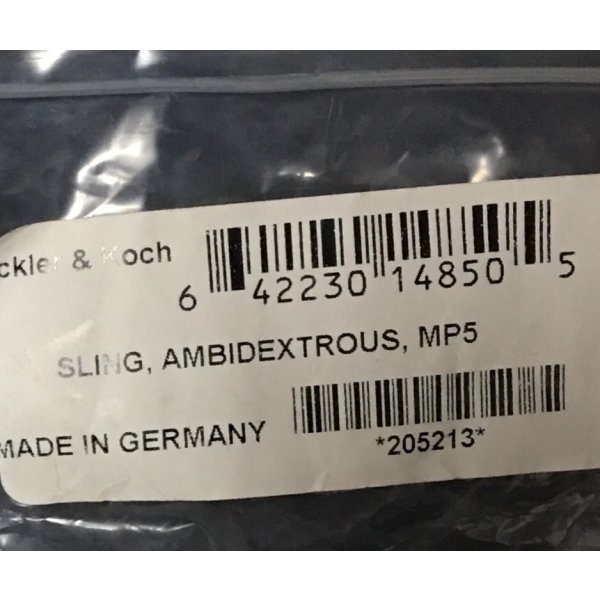 ckler & Koch
6 42230 14850 5
SLING, AMBIDEXTROUS, MP5
MADE IN GERMANY
*205213*